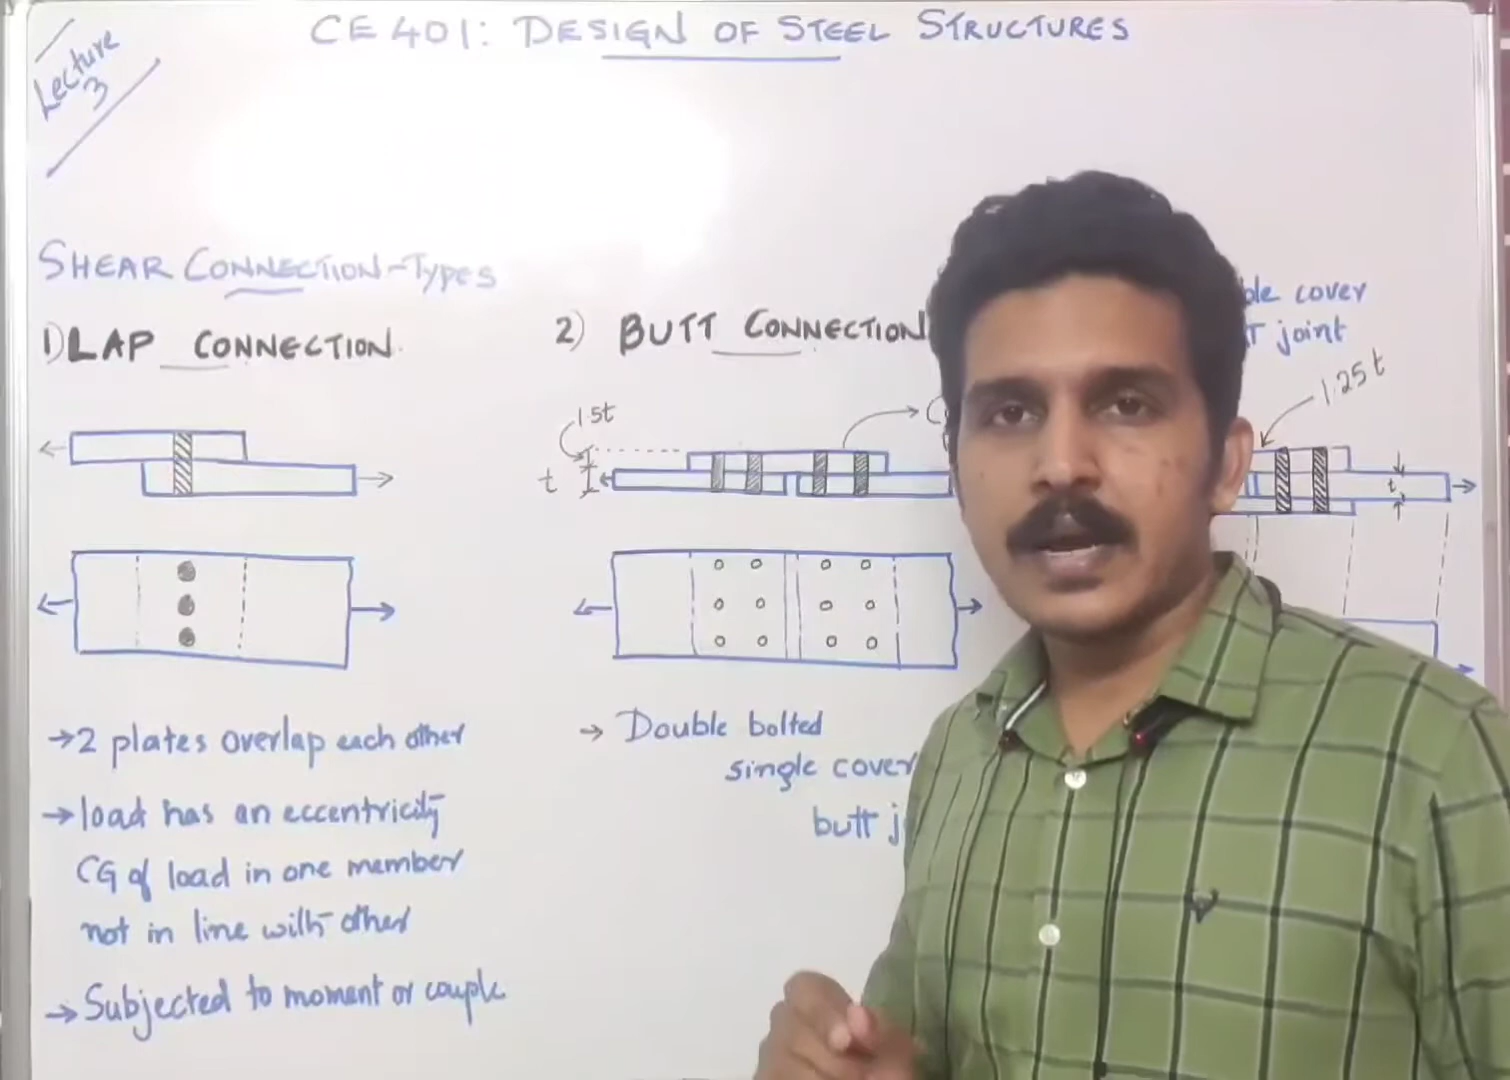 Lecture
3
CE 401: DESIGN OF STEEL STRUCTURES
SHEAR CONNECTION-TYPES
1) LAP CONNECTION
→ 2 plates overlap each other
→ load has an eccentricity
CG of load in one member
not in line with other
→ Subjected to moment or couple
2) BUTT CONNECTION
1.5t
t
→ Double bolted
single cover
butt
cover
joint
1.25t
t